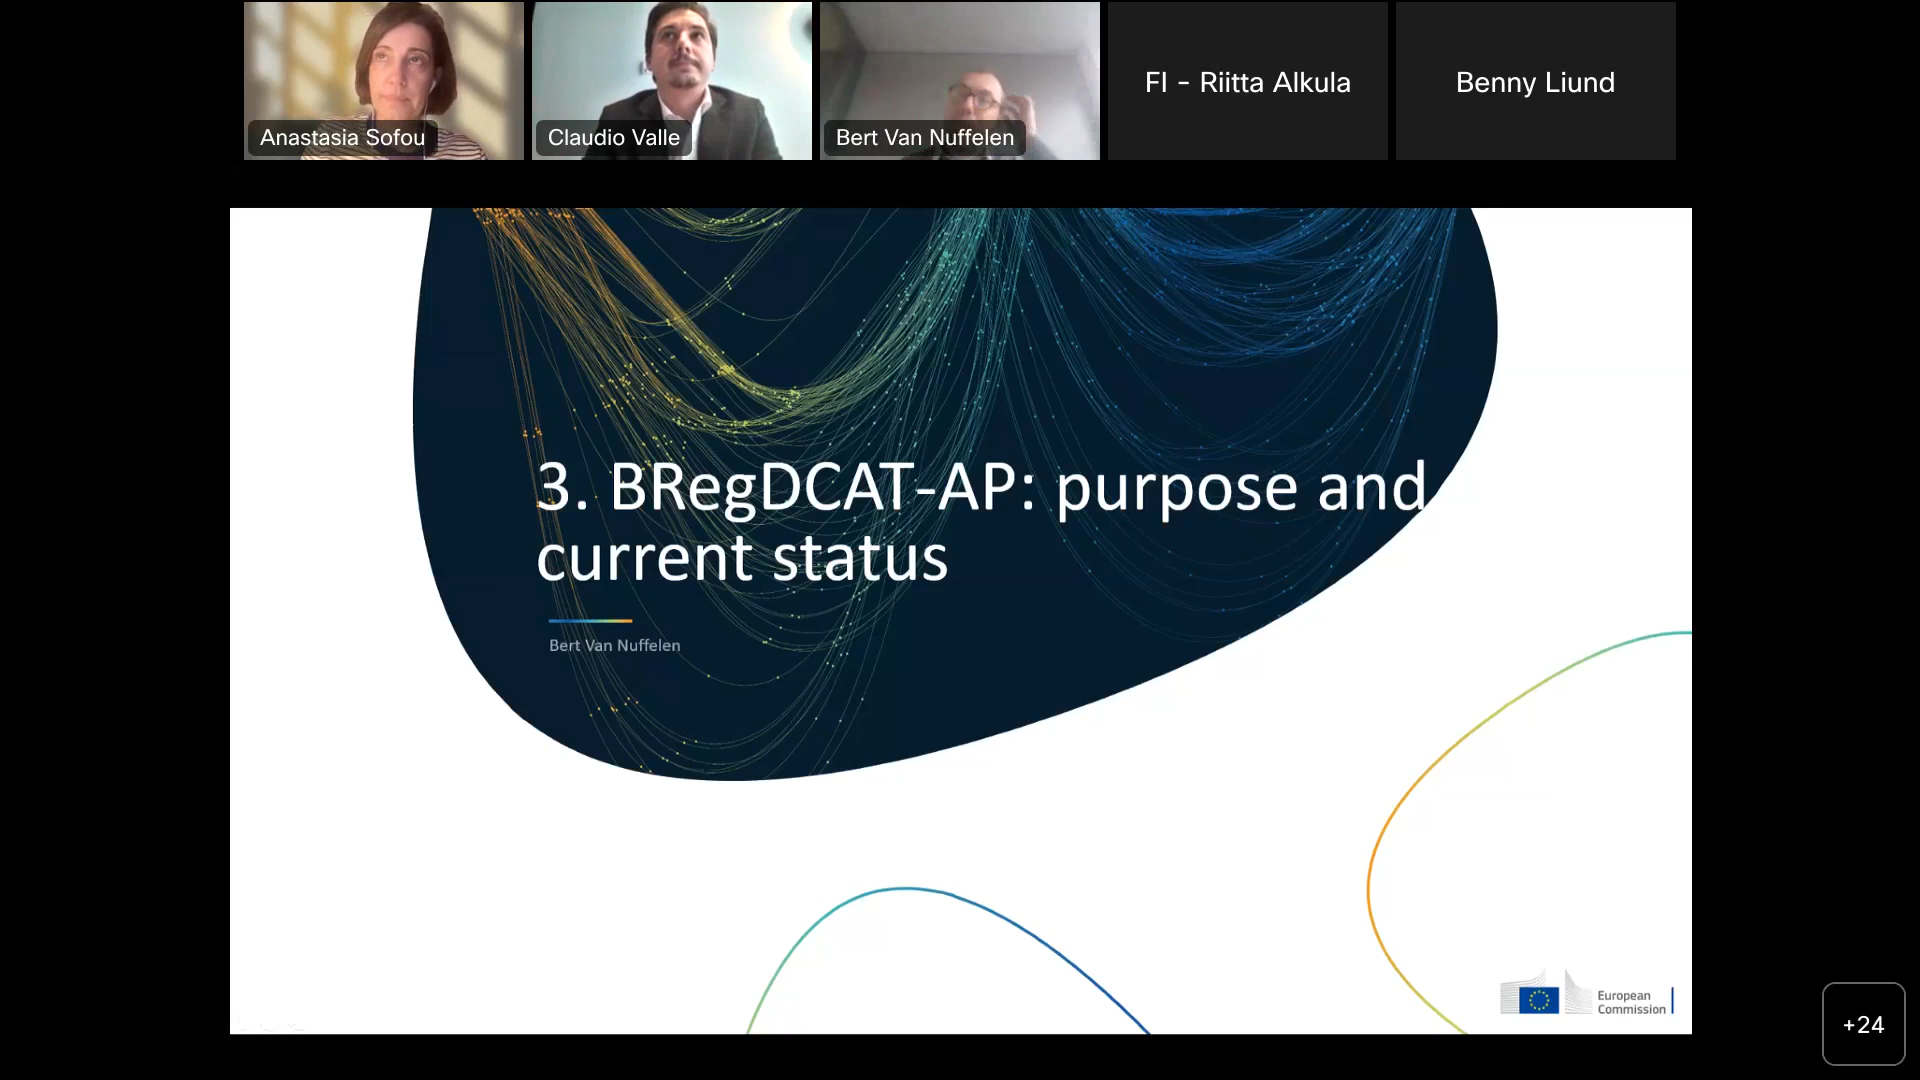 Anastasia Sofou
Claudio Valle
Bert Van Nuffelen
FI - Riitta Alkula
Benny Liund
3. BRegDCAT-AP: purpose and
current status
Bert Van Nuffelen
European
Commission
+24